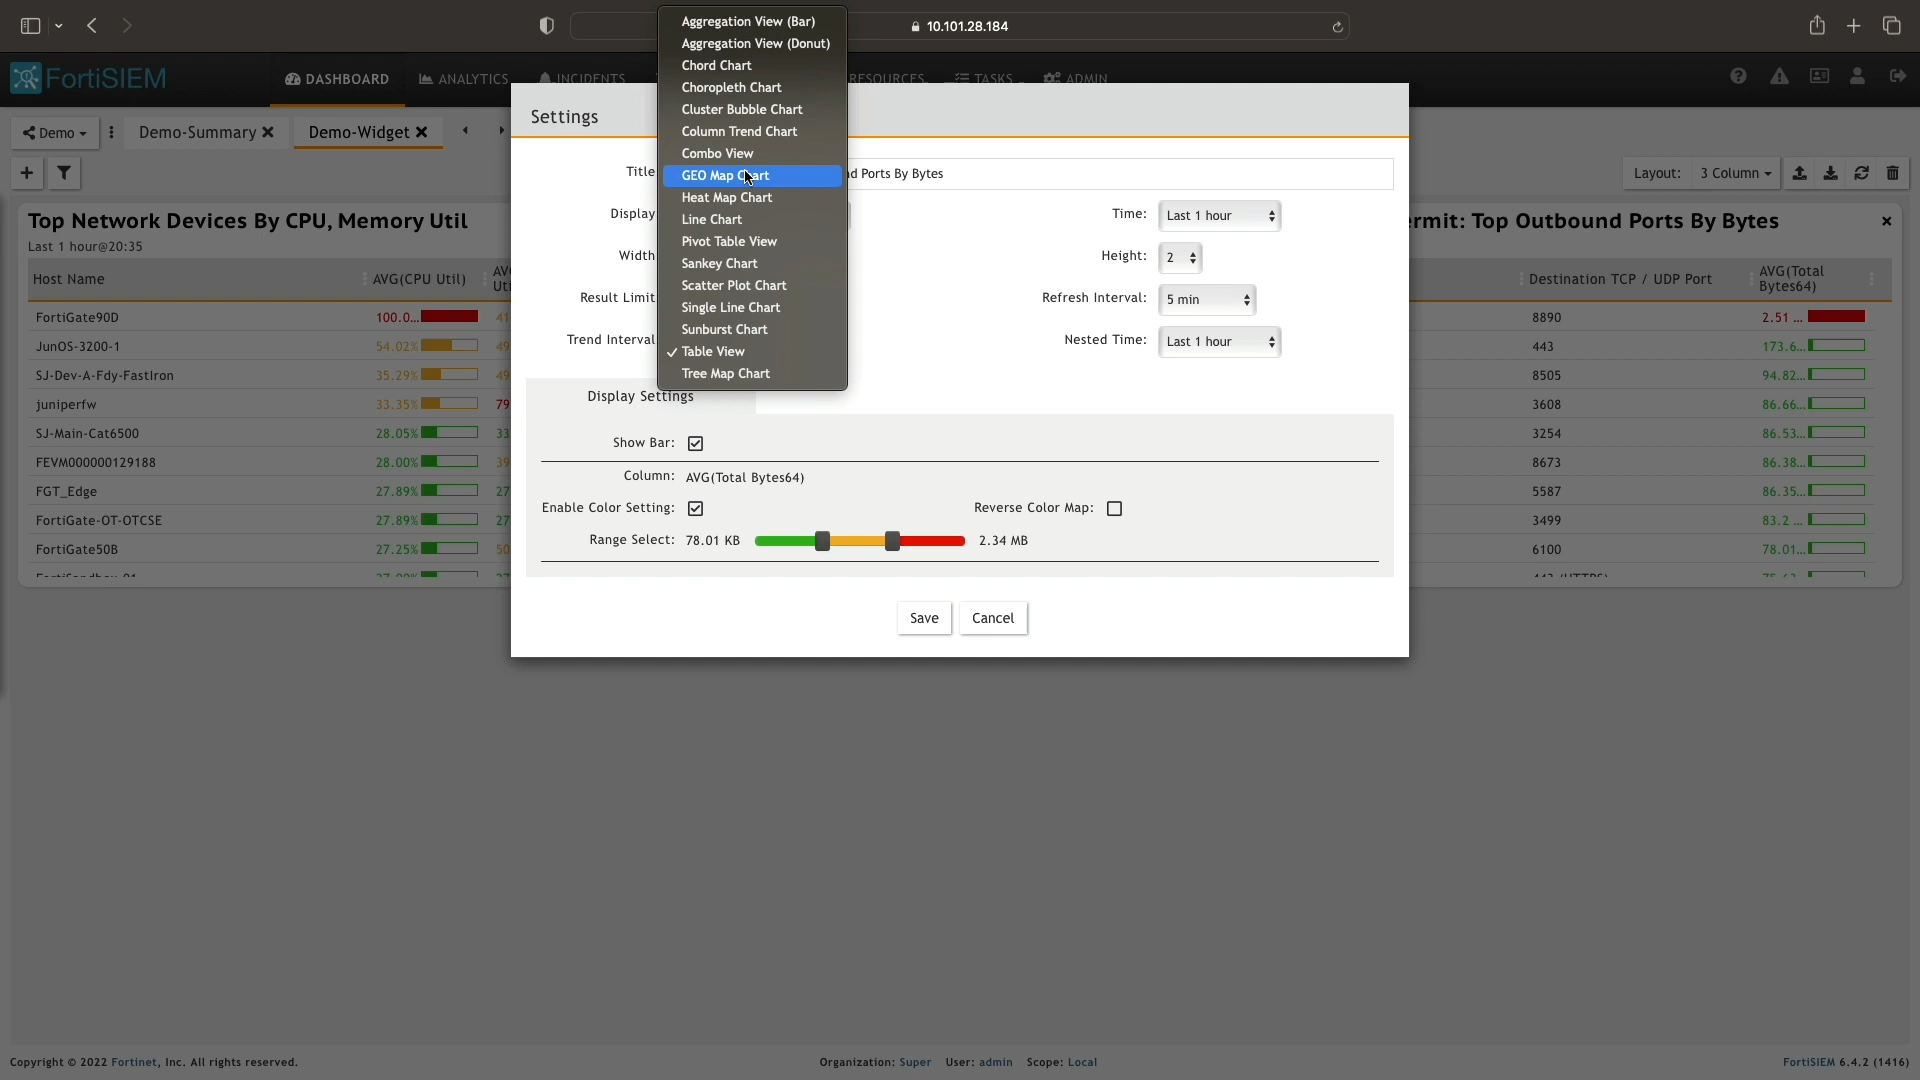 10.101.28.184
FortiSIEM
DASHBOARD
ANALYTICS
INCIDENTS
RESOURCES
TASKS
ADMIN
Demo
Demo-Summary
Demo-Widget
Layout: 3 Column
Top Network Devices By CPU, Memory Util
Last 1 hour@20:35
Host Name
AVG(CPU Util)
FortiGate90D 100.0...
JunOS-3200-1 54.02%
SJ-Dev-A-Fdy-FastIron 35.29%
juniperfw 33.35% 79
SJ-Main-Cat6500 28.05% 33
FEVM000000129188 28.00% 39
FGT_Edge 27.89% 27
FortiGate-OT-OTCSE 27.89% 27
FortiGate50B 27.25% 50
Settings
Title
Display
Width
Result Limit
Trend Interval
Aggregation View (Bar)
Aggregation View (Donut)
Chord Chart
Choropleth Chart
Cluster Bubble Chart
Column Trend Chart
Combo View
GEO Map Chart
Heat Map Chart
Line Chart
Pivot Table View
Sankey Chart
Scatter Plot Chart
Single Line Chart
Sunburst Chart
✓ Table View
Tree Map Chart
d Ports By Bytes
Time: Last 1 hour
Height: 2
Refresh Interval: 5 min
Nested Time: Last 1 hour
Display Settings
Show Bar:
Column: AVG(Total Bytes64)
Enable Color Setting:
Reverse Color Map:
Range Select: 78.01 KB 2.34 MB
Save
Cancel
ermit: Top Outbound Ports By Bytes
Destination TCP / UDP Port
AVG(Total
Bytes64)
8890 2.51 ...
443 173.6...
8505 94.82...
3608 86.66...
3254 86.53...
8673 86.38...
5587 86.35...
3499 83.2 ...
6100 78.01...
Copyright © 2022 Fortinet, Inc. All rights reserved.
Organization: Super User: admin Scope: Local
FortiSIEM 6.4.2 (1416)